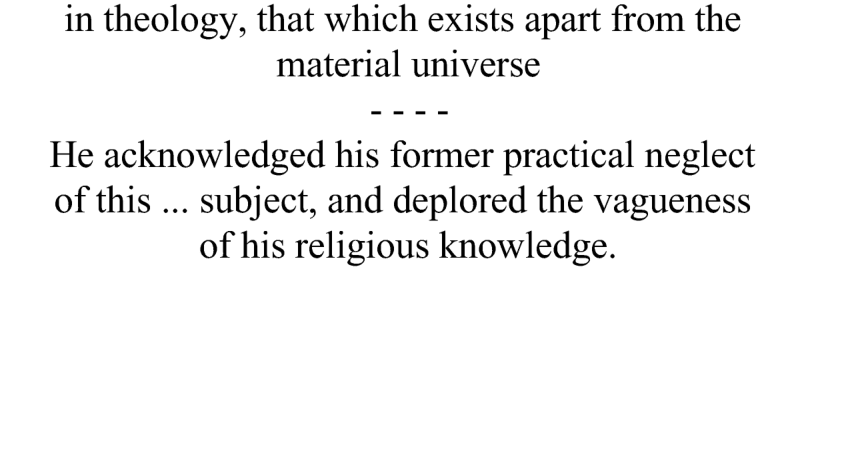 in theology, that which exists apart from the
material universe
- - - -
He acknowledged his former practical neglect
of this ... subject, and deplored the vagueness
of his religious knowledge.